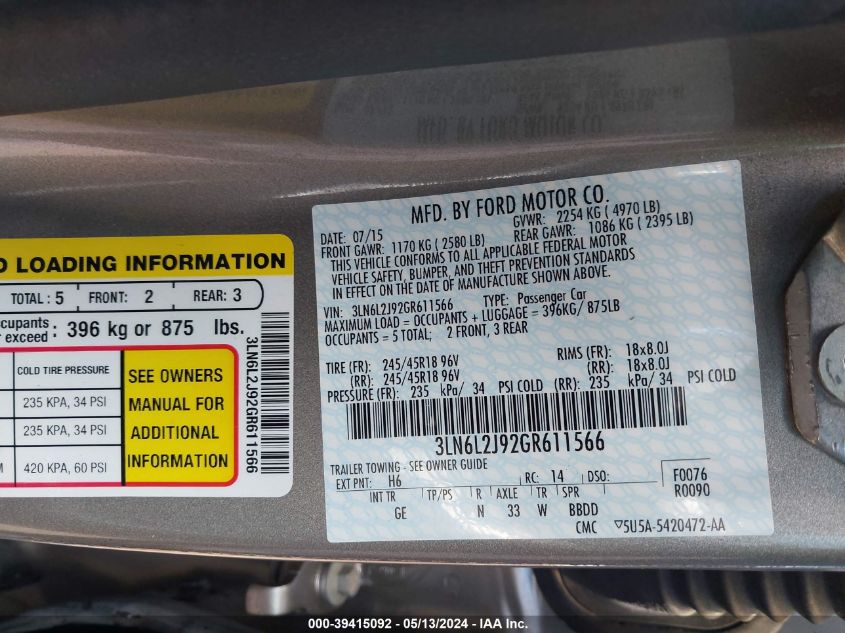 D LOADING INFORMATION
TOTAL : 5 FRONT: 2 REAR: 3
ccupants
r exceed : 396 kg or 875 lbs.
COLD TIRE PRESSURE
235 KPA, 34 PSI
235 KPA, 34 PSI
M 420 KPA, 60 PSI
SEE OWNERS
MANUAL FOR
ADDITIONAL
INFORMATION
3LN6L2J92GR611566
MFD. BY FORD MOTOR CO.
DATE: 07/15 GVWR: 2254 KG ( 4970 LB)
FRONT GAWR: 1170 KG ( 2580 LB) REAR GAWR: 1086 KG ( 2395 LB)
THIS VEHICLE CONFORMS TO ALL APPLICABLE FEDERAL MOTOR
VEHICLE SAFETY, BUMPER, AND THEFT PREVENTION STANDARDS
IN EFFECT ON THE DATE OF MANUFACTURE SHOWN ABOVE.
VIN: 3LN6L2J92GR611566 TYPE: Passenger Car
MAXIMUM LOAD = OCCUPANTS + LUGGAGE = 396KG/ 875LB
OCCUPANTS = 5 TOTAL; 2 FRONT, 3 REAR
TIRE (FR): 245/45R18 96V RIMS (FR): 18x8.0J
(RR): 245/45R18 96V (RR): 18x8.0J
PRESSURE (FR): 235 kPa/ 34 PSI COLD (RR): 235 kPa/ 34 PSI COLD
3LN6L2J92GR611566
TRAILER TOWING - SEE OWNER GUIDE
EXT PNT: H6 RC: 14 DSO: F0076
R0090
INT TR TP/PS R AXLE TR SPR
GE N 33 W BBDD
CMC ▽5U5A-5420472-AA
000-39415092 - 05/13/2024 - IAA Inc.